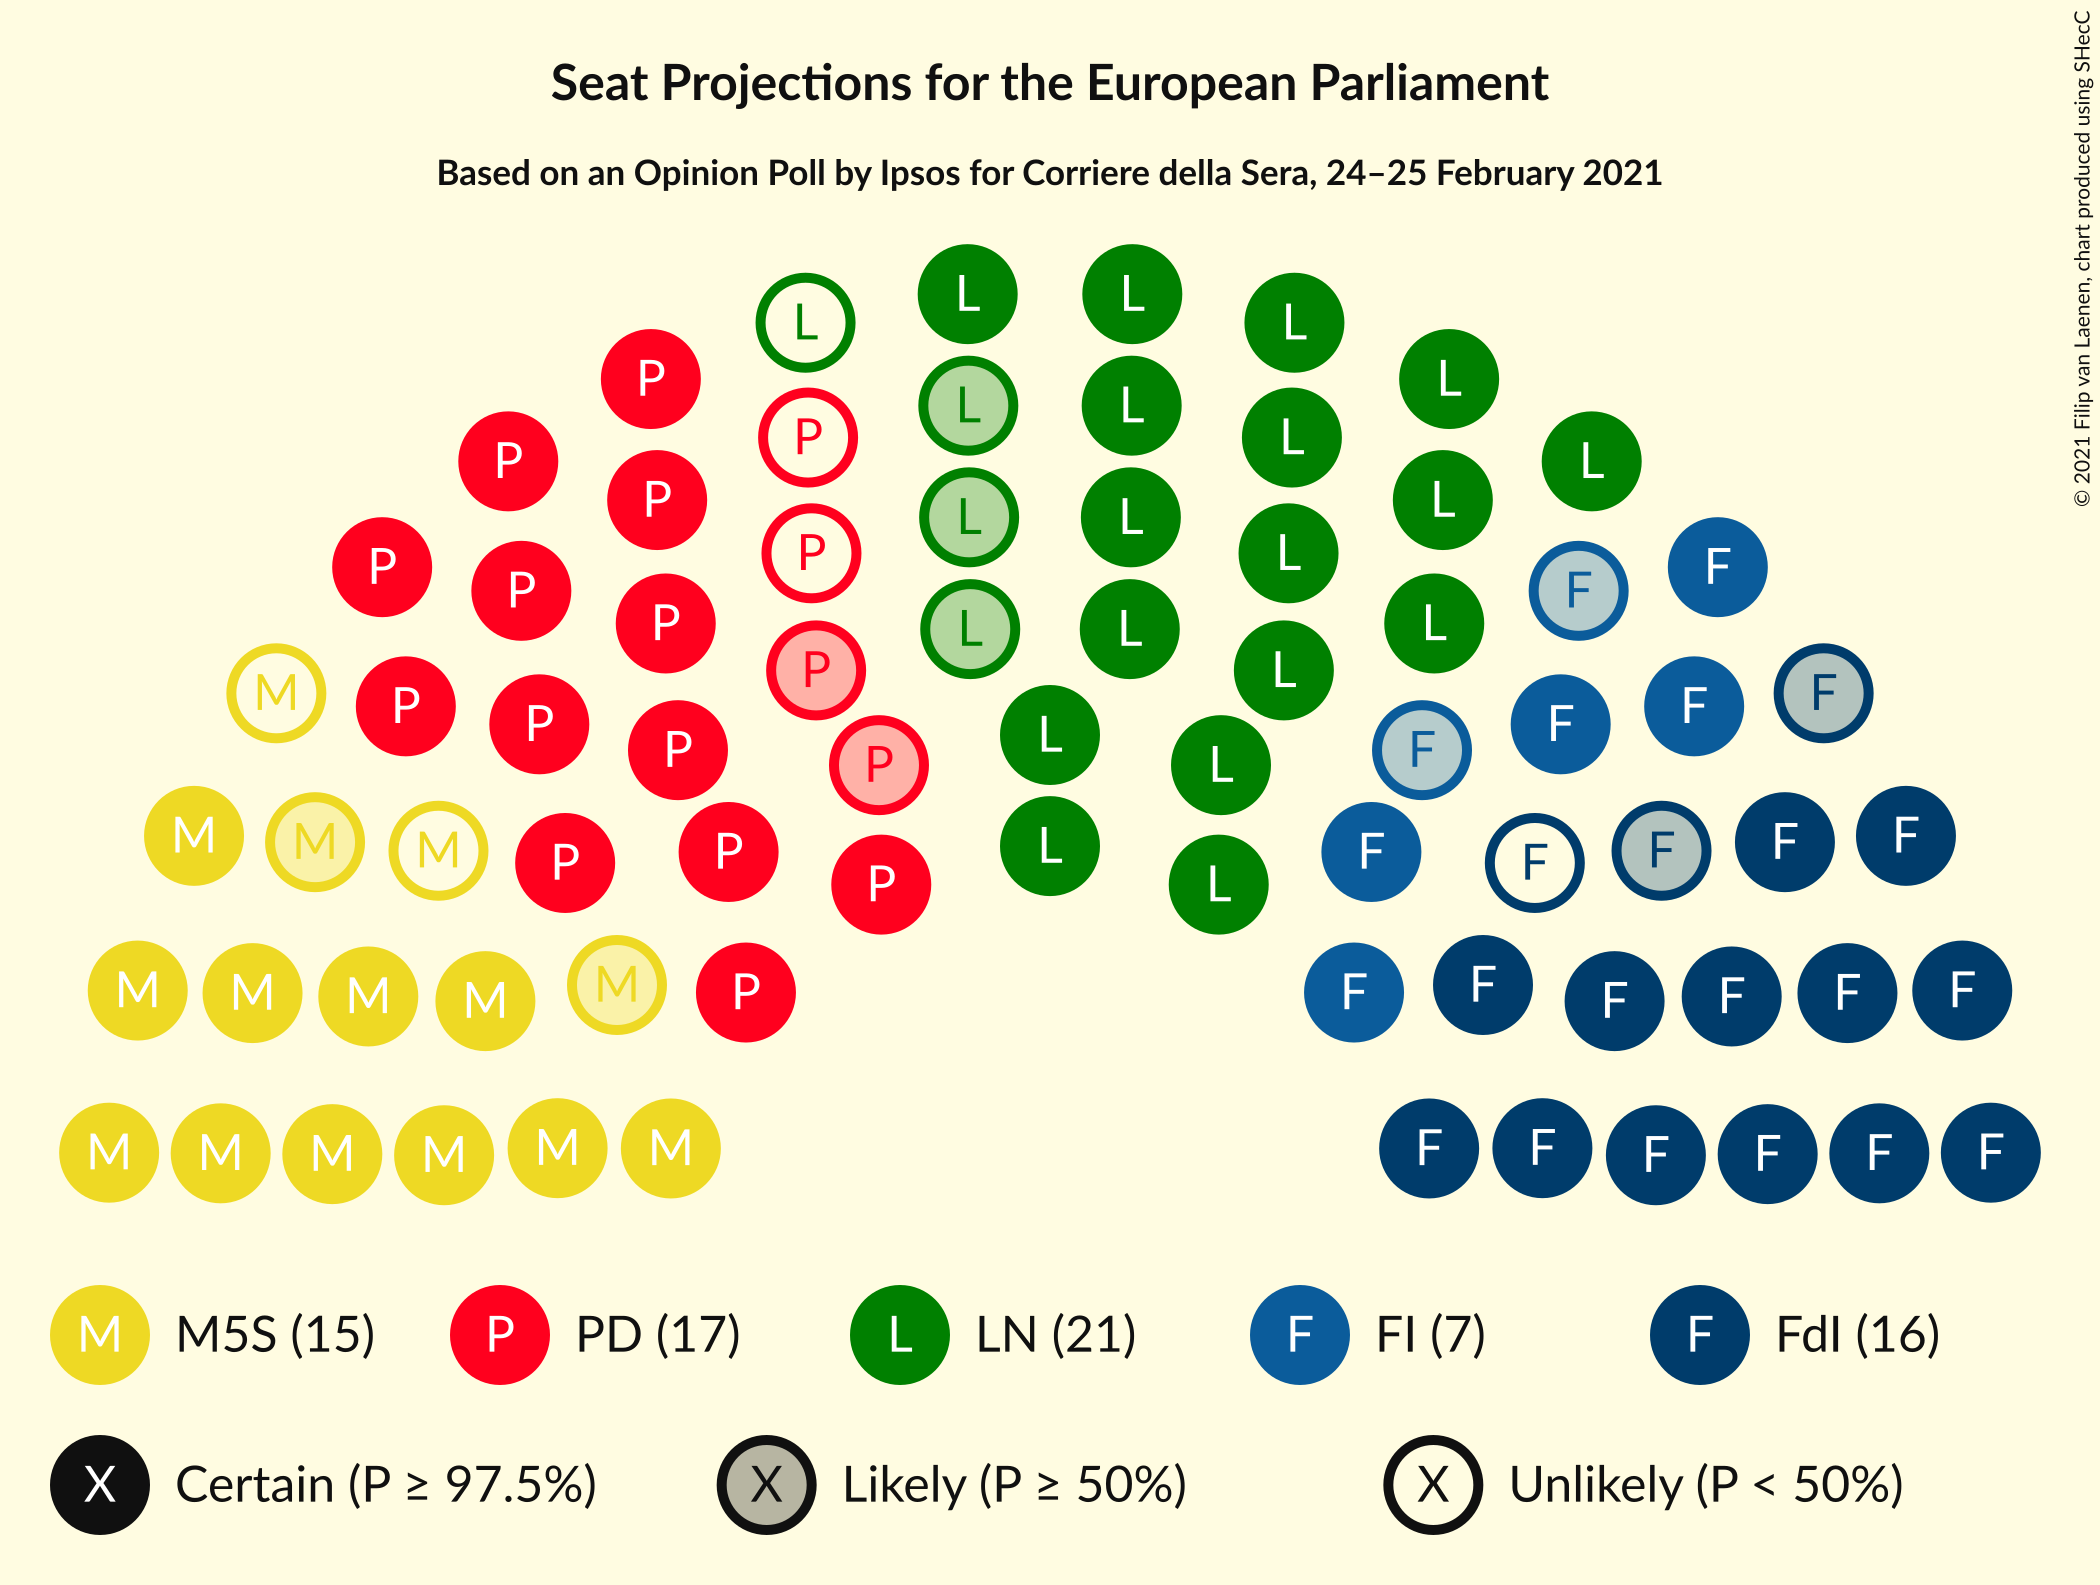 Seat Projections for the European Parliament
Based on an Opinion Poll by Ipsos for Corriere della Sera, 24–25 February 2021
© 2021 Filip van Laenen, chart produced using SHecC
L L L L
P L L P
P L L L L
P P L L
P L L L
P P P F F
P L L L
M P P P P L F F F F
P L L
M M M P P L L F F F F F
P L
M M M M M P F F F F F F
M M M M M M F F F F F F
M M5S (15) P PD (17) L LN (21) F FI (7) F FdI (16)
X Certain (P ≥ 97.5%) X Likely (P ≥ 50%) X Unlikely (P < 50%)